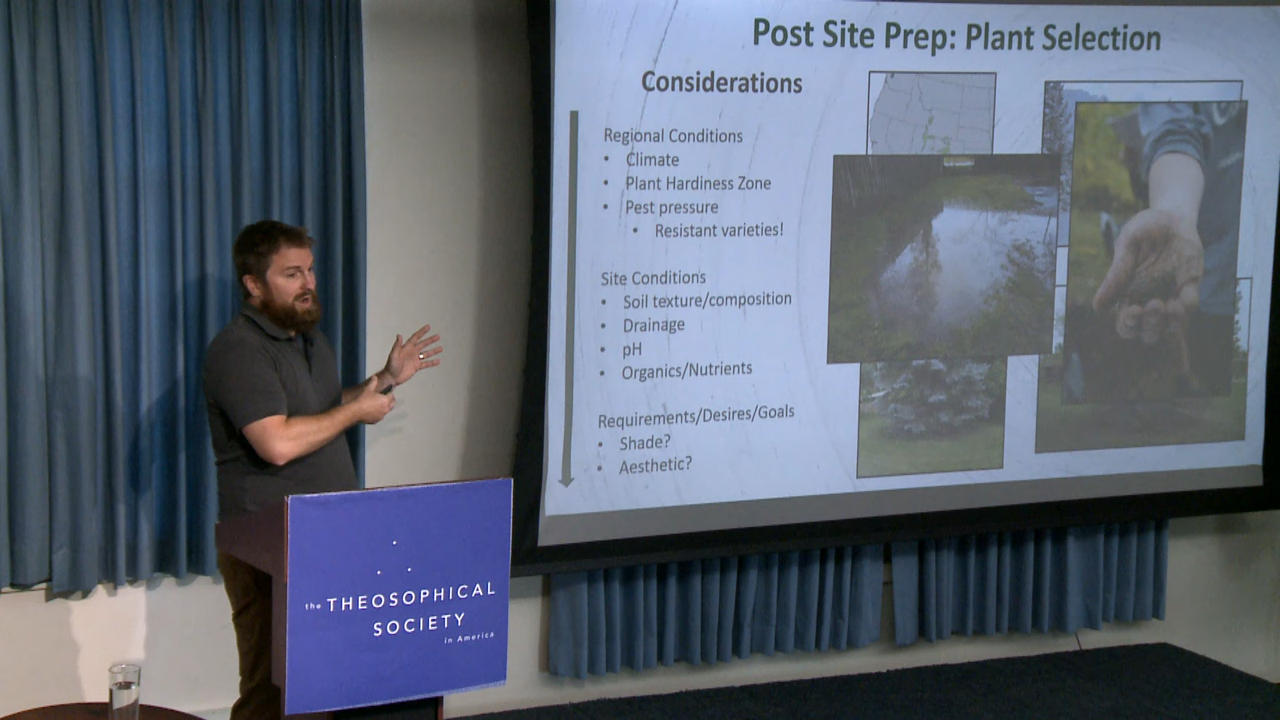 Post Site Prep: Plant Selection
Considerations
Regional Conditions
• Climate
• Plant Hardiness Zone
• Pest pressure
• Resistant varieties!
Site Conditions
• Soil texture/composition
• Drainage
• pH
• Organics/Nutrients
Requirements/Desires/Goals
• Shade?
• Aesthetic?
the THEOSOPHICAL
SOCIETY
in America